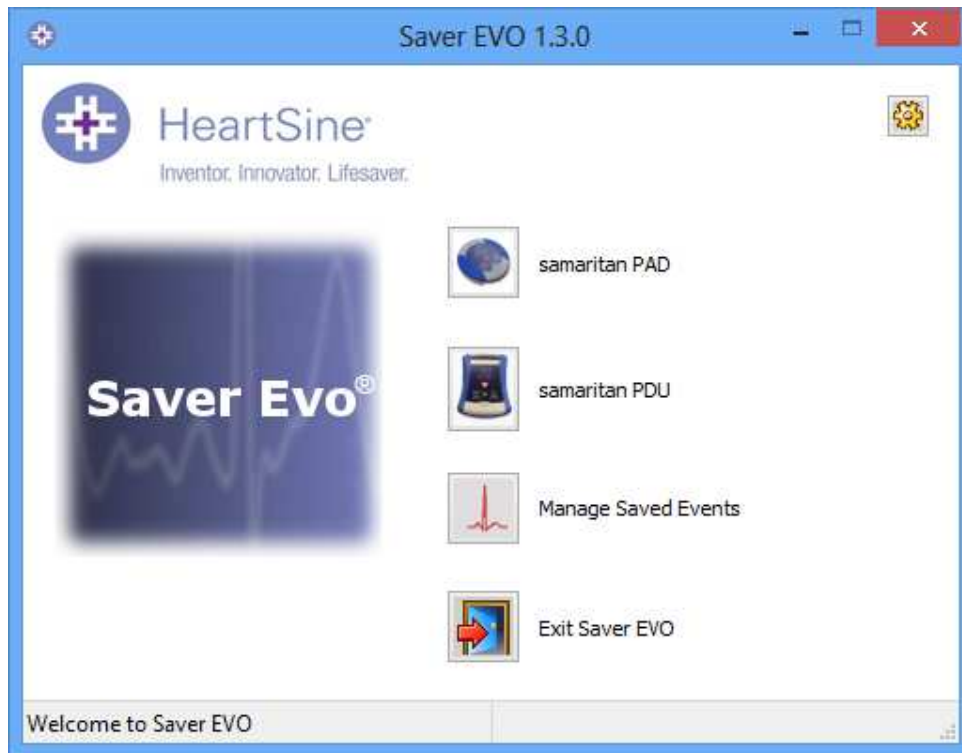 Saver EVO 1.3.0
HeartSine
Inventor. Innovator. Lifesaver.
samaritan PAD
Saver Evo®
samaritan PDU
Manage Saved Events
Exit Saver EVO
Welcome to Saver EVO